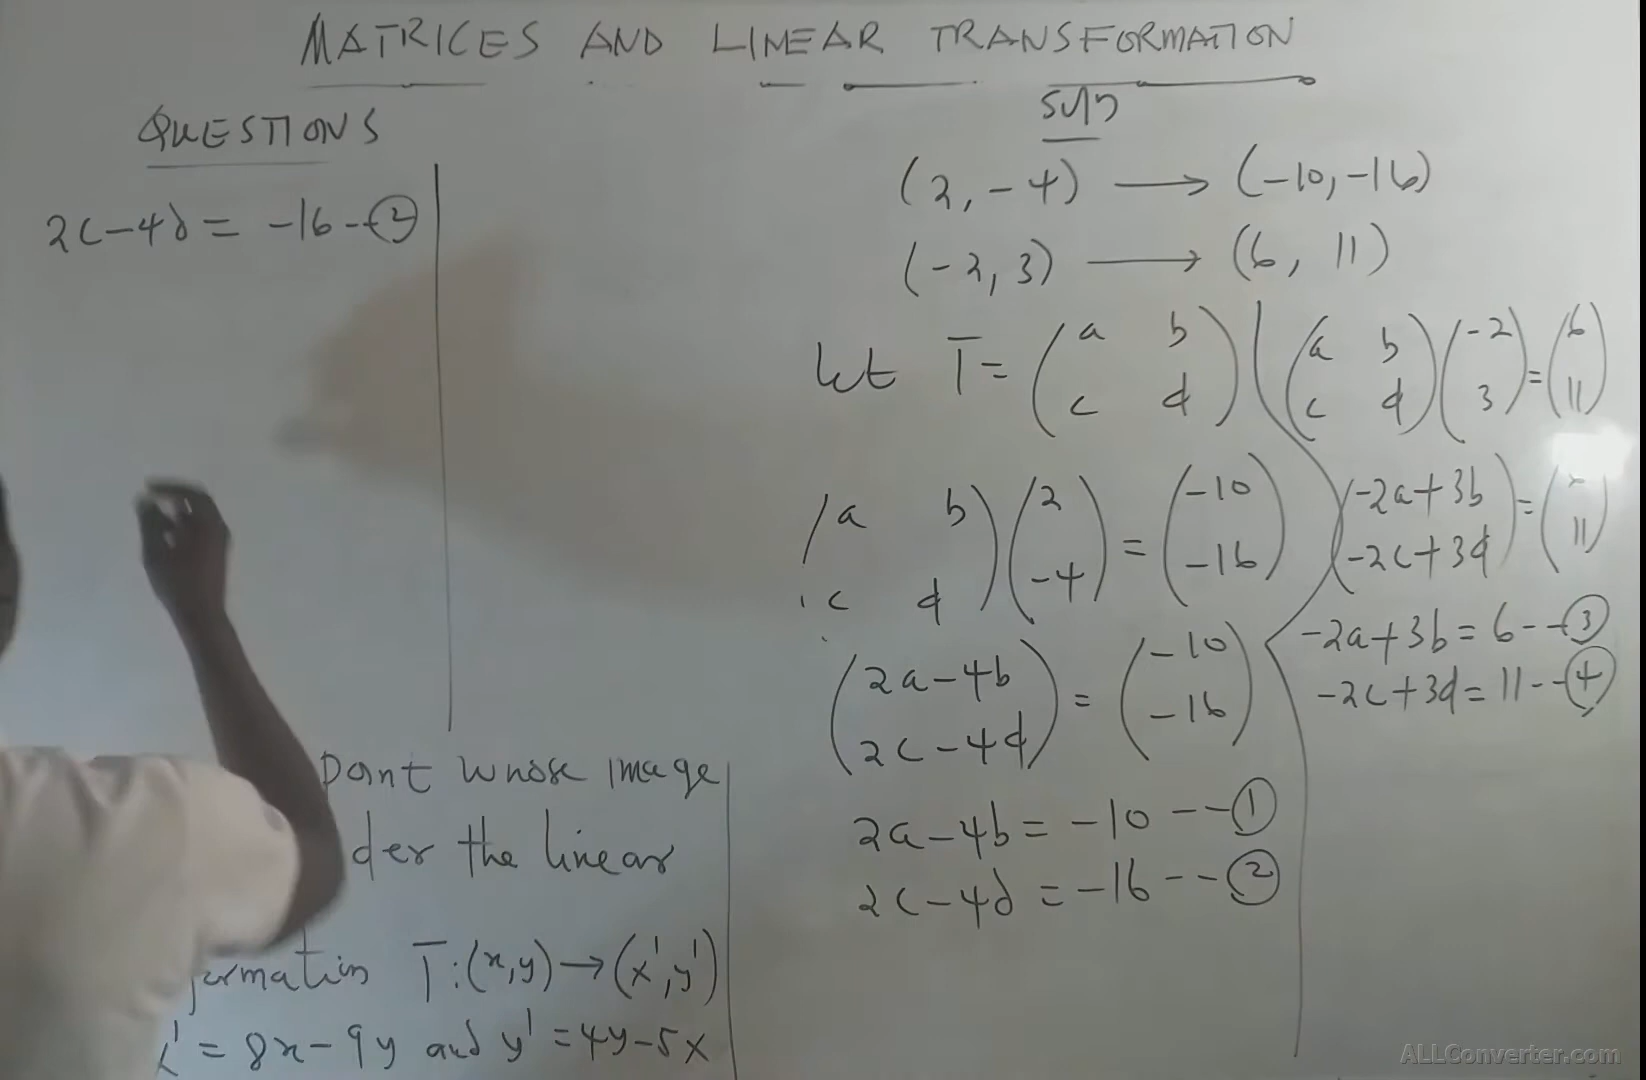 MATRICES AND LINEAR TRANSFORMATION
QUESTIONS
2c-4d = -16 -- ②
point whose image
der the linear
formation T:(x,y)→(x',y')
x' = 8x-9y and y' = 4y-5x
Soln
(2,-4) → (-10,-16)
(-2,3) → (6, 11)
let T = (a b
c d)
(a b
c d) (2
-4) = (-10
-16)
(2a-4b
2c-4d) = (-10
-16)
2a-4b = -10 -- ①
2c-4d = -16 -- ②
(a b
c d) (-2
3) = (6
11)
(-2a+3b
-2c+3d) = (
11)
-2a+3b = 6 -- ③
-2c+3d = 11 -- ④
ALLConverter.com